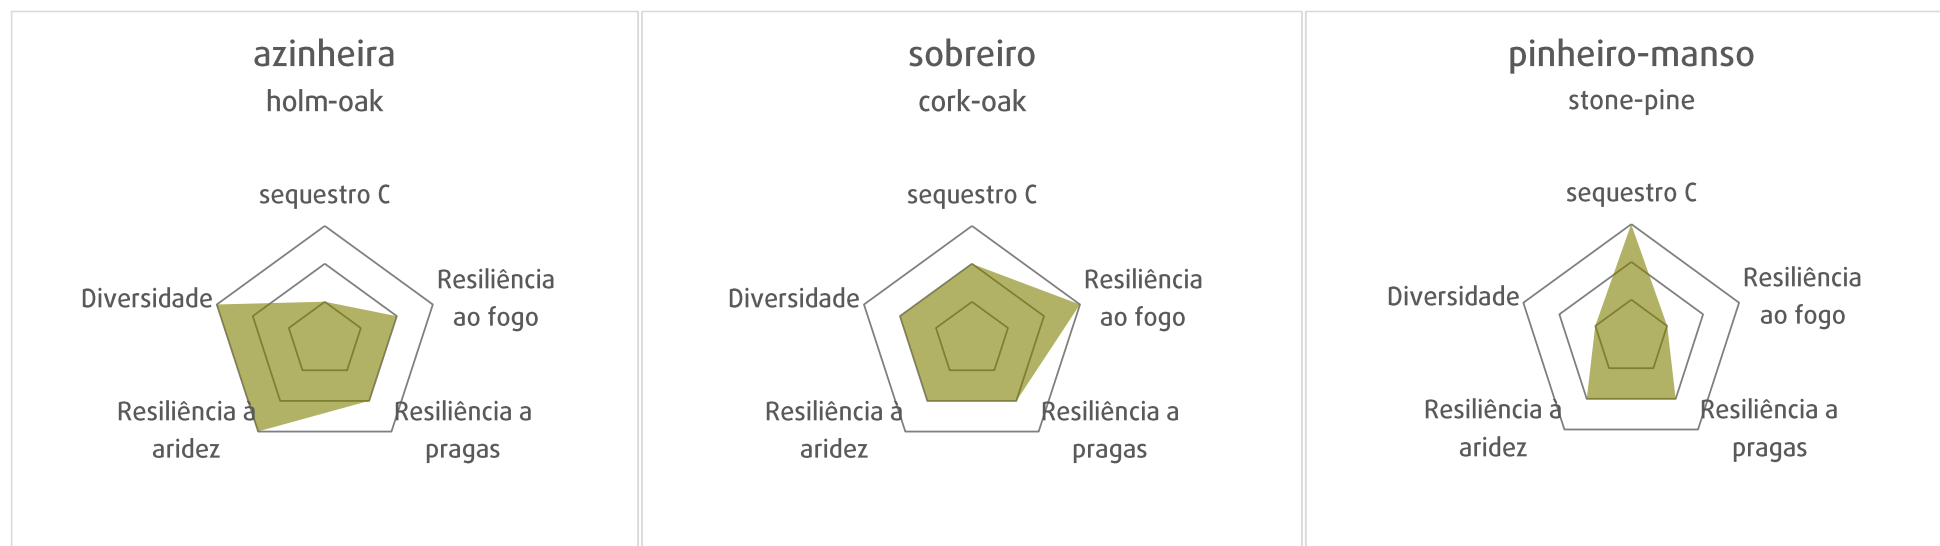 azinheira
holm-oak
sequestro C
Diversidade
Resiliência
ao fogo
Resiliência à
aridez
Resiliência a
pragas
sobreiro
cork-oak
sequestro C
Diversidade
Resiliência
ao fogo
Resiliência à
aridez
Resiliência a
pragas
pinheiro-manso
stone-pine
sequestro C
Diversidade
Resiliência
ao fogo
Resiliência à
aridez
Resiliência a
pragas